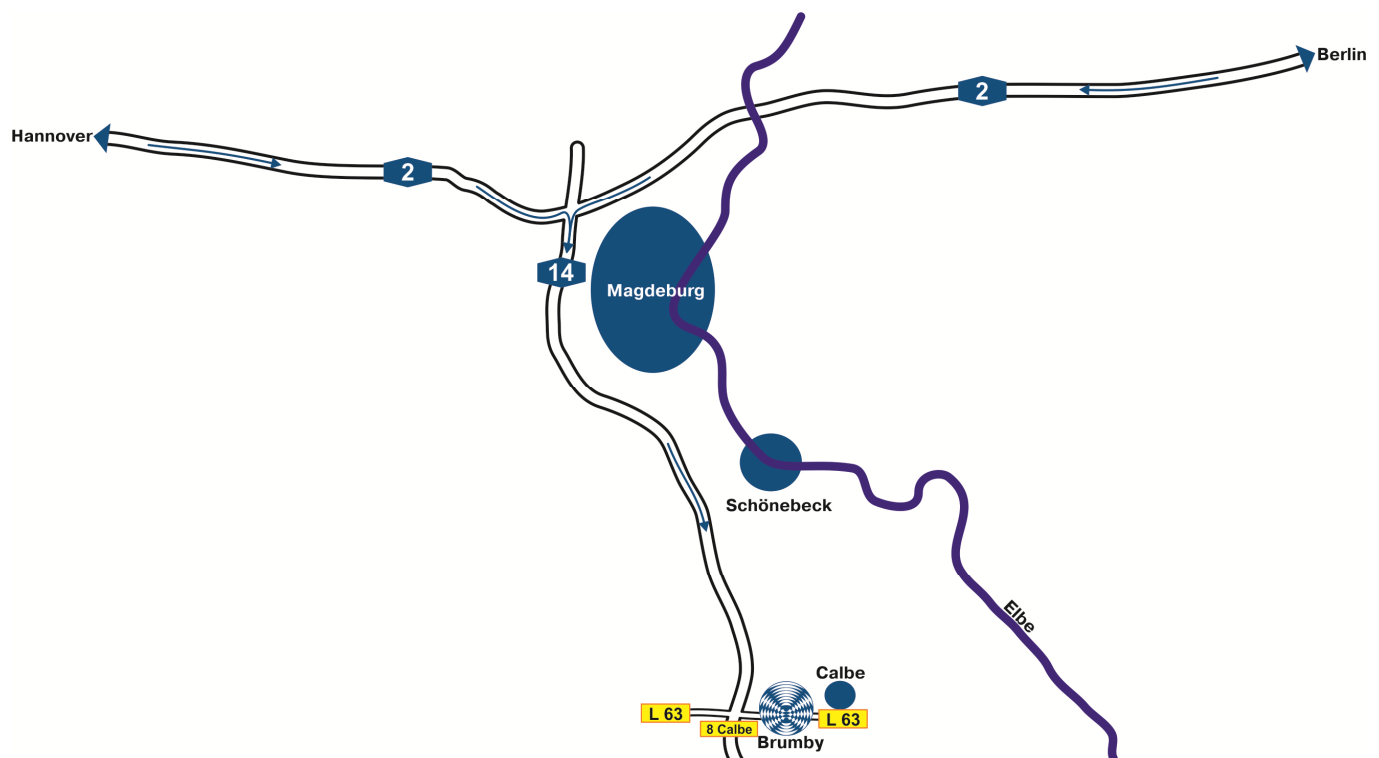 Berlin
2
Hannover
2
14
Magdeburg
Schönebeck
Elbe
Calbe
L 63
L 63
8 Calbe
Brumby